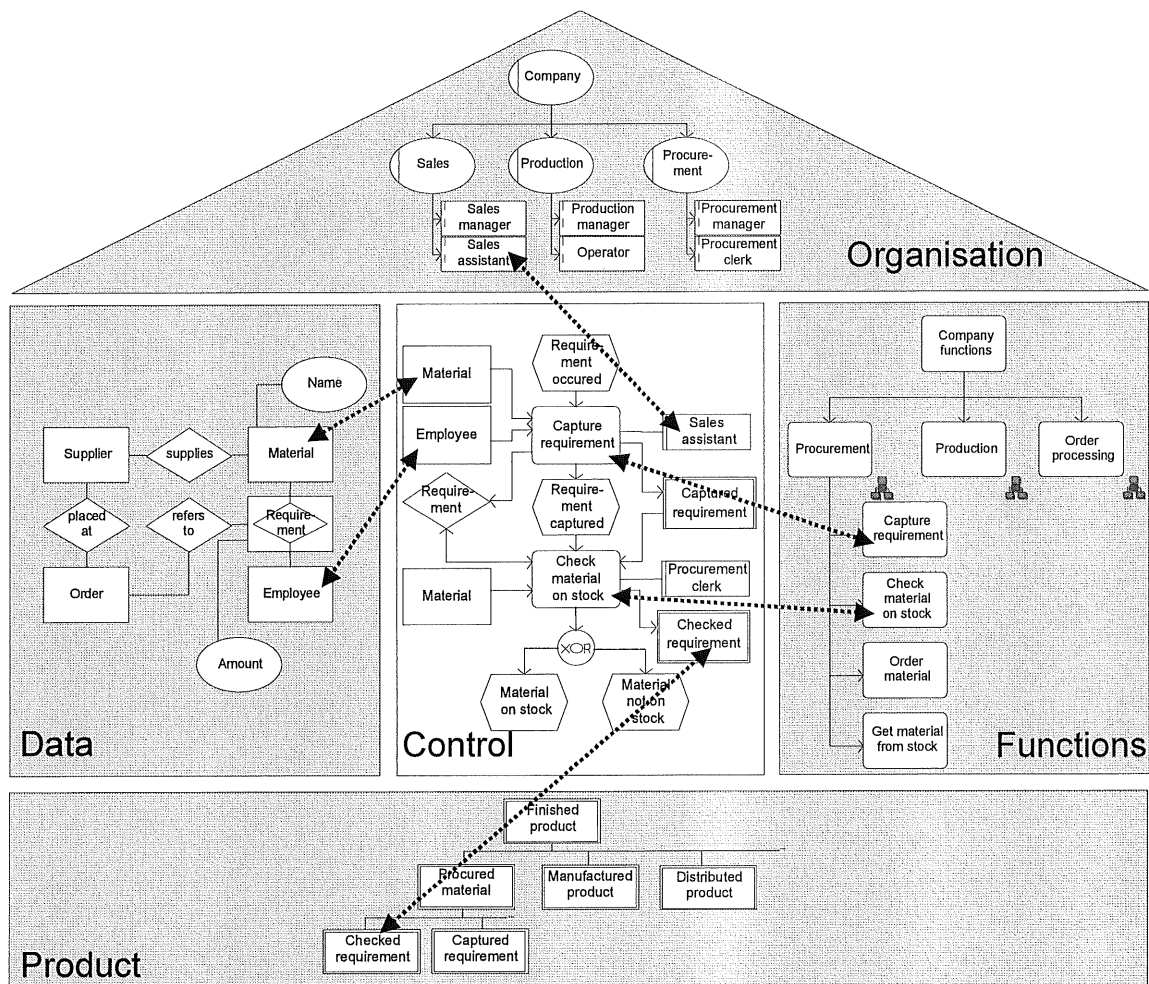 Company
Sales
Production
Procure-
ment
Sales
manager
Sales
assistant
Production
manager
Operator
Procurement
manager
Procurement
clerk
Organisation
Name
Supplier
supplies
Material
placed
at
refers
to
Require-
ment
Order
Employee
Amount
Data
Require-
ment
occured
Material
Employee
Capture
requirement
Sales
assistant
Require-
ment
Require-
ment
captured
Captured
requirement
Check
material
on stock
Material
Procurement
clerk
Checked
requirement
XOR
Material
on stock
Material
not on
stock
Control
Company
functions
Procurement
Production
Order
processing
Capture
requirement
Check
material
on stock
Order
material
Get material
from stock
Functions
Finished
product
Procured
material
Manufactured
product
Distributed
product
Checked
requirement
Captured
requirement
Product